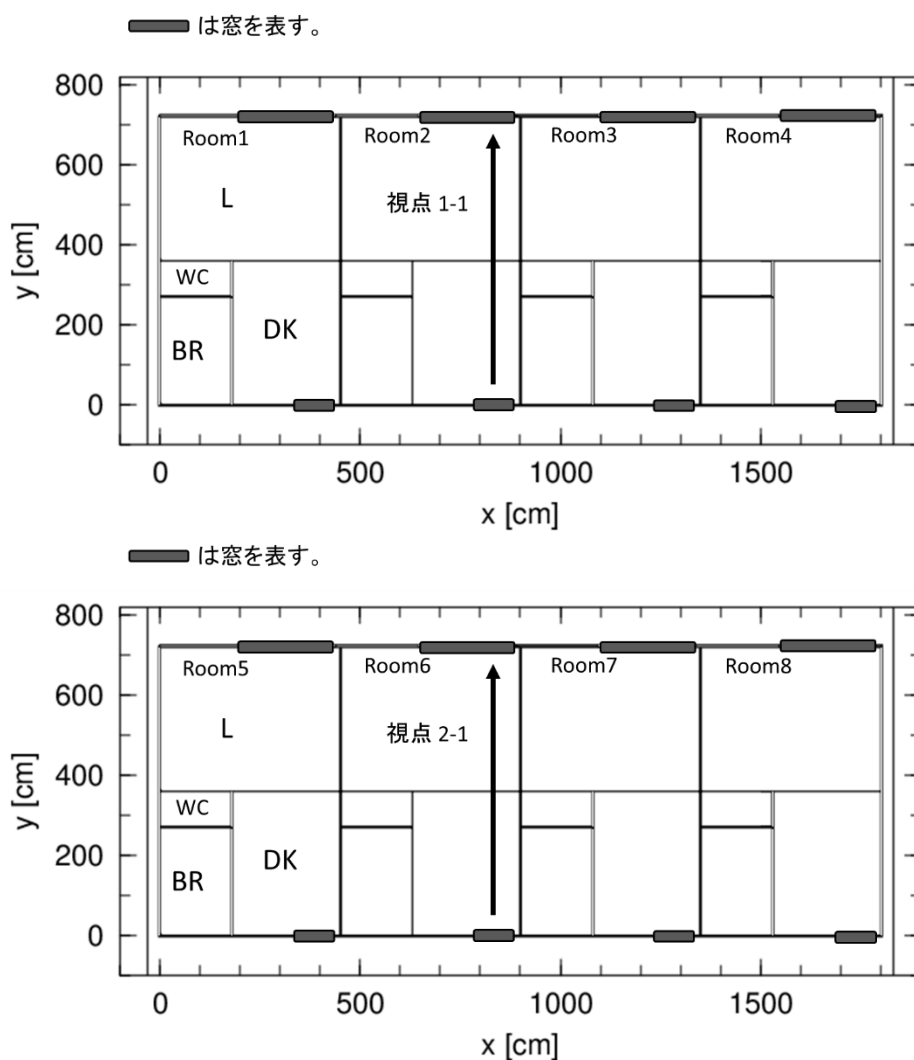 は窓を表す。
800
600
400
200
0
y [cm]
Room1
Room2
Room3
Room4
L
視点 1-1
WC
BR
DK
0
500
1000
1500
x [cm]
は窓を表す。
800
600
400
200
0
y [cm]
Room5
Room6
Room7
Room8
L
視点 2-1
WC
BR
DK
0
500
1000
1500
x [cm]